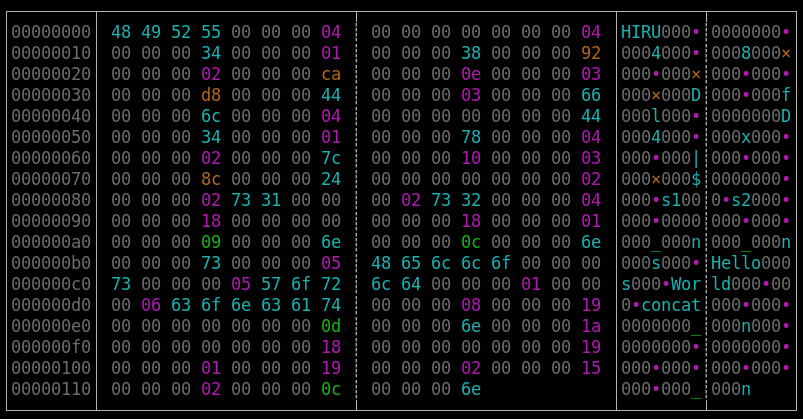 00000000 48 49 52 55 00 00 00 04 00 00 00 00 00 00 00 04 HIRU000• 0000000•
00000010 00 00 00 34 00 00 00 01 00 00 00 38 00 00 00 92 0004000• 0008000×
00000020 00 00 00 02 00 00 00 ca 00 00 00 0e 00 00 00 03 000•000× 000•000•
00000030 00 00 00 d8 00 00 00 44 00 00 00 03 00 00 00 66 000×000D 000•000f
00000040 00 00 00 6c 00 00 00 04 00 00 00 00 00 00 00 44 000l000• 0000000D
00000050 00 00 00 34 00 00 00 01 00 00 00 78 00 00 00 04 0004000• 000x000•
00000060 00 00 00 02 00 00 00 7c 00 00 00 10 00 00 00 03 000•000| 000•000•
00000070 00 00 00 8c 00 00 00 24 00 00 00 00 00 00 00 02 000×000$ 0000000•
00000080 00 00 00 02 73 31 00 00 00 02 73 32 00 00 00 04 000•s100 0•s2000•
00000090 00 00 00 18 00 00 00 00 00 00 00 18 00 00 00 01 000•0000 000•000•
000000a0 00 00 00 09 00 00 00 6e 00 00 00 0c 00 00 00 6e 000_000n 000_000n
000000b0 00 00 00 73 00 00 00 05 48 65 6c 6c 6f 00 00 00 000s000• Hello000
000000c0 73 00 00 00 05 57 6f 72 6c 64 00 00 00 01 00 00 s000•Wor ld000•00
000000d0 00 06 63 6f 6e 63 61 74 00 00 00 08 00 00 00 19 0•concat 000•000•
000000e0 00 00 00 00 00 00 00 0d 00 00 00 6e 00 00 00 1a 0000000_ 000n000•
000000f0 00 00 00 00 00 00 00 18 00 00 00 00 00 00 00 19 0000000• 0000000•
00000100 00 00 00 01 00 00 00 19 00 00 00 02 00 00 00 15 000•000• 000•000•
00000110 00 00 00 02 00 00 00 0c 00 00 00 6e 000•000_ 000n